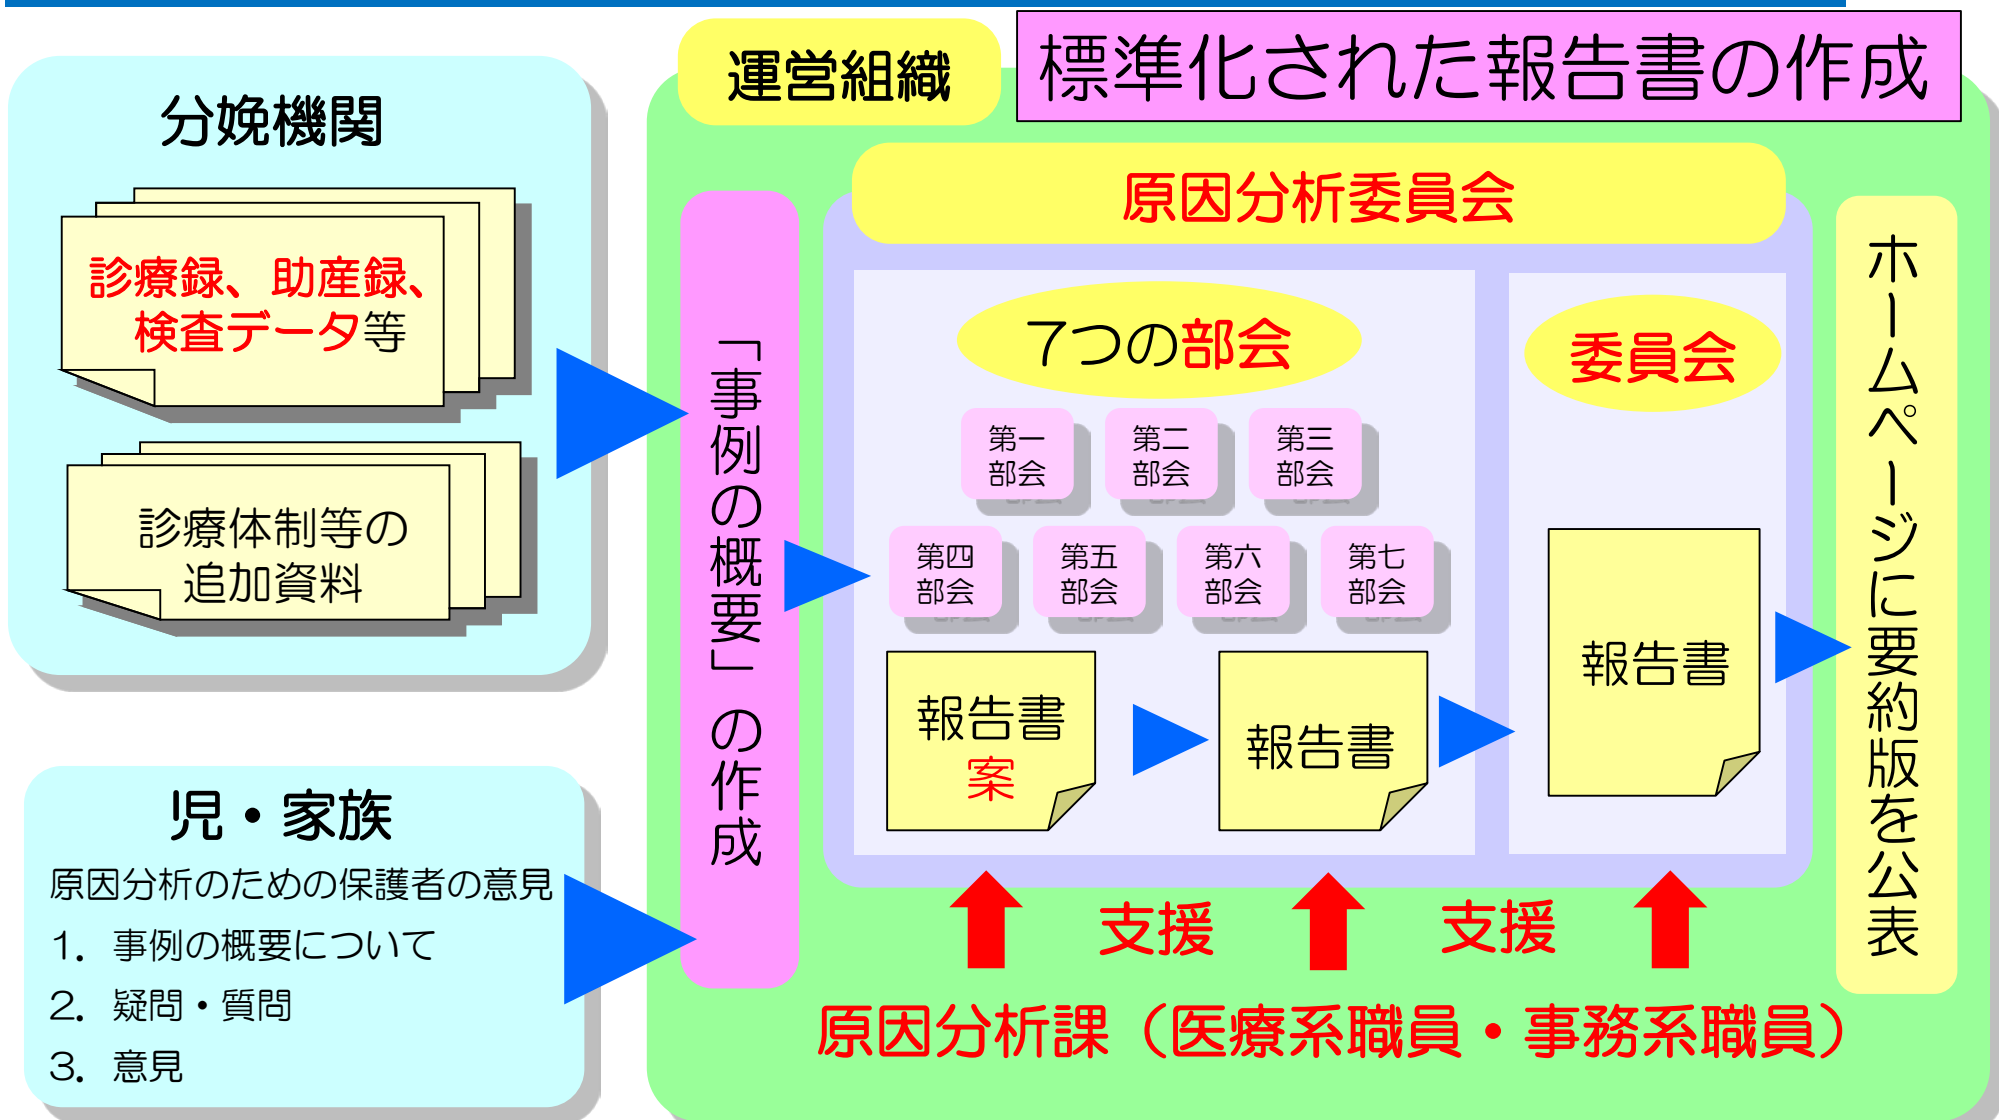 運営組織
標準化された報告書の作成
分娩機関
診療録、助産録、
検査データ等
診療体制等の
追加資料
児・家族
原因分析のための保護者の意見
1．事例の概要について
2．疑問・質問
3．意見
「事例の概要」の作成
原因分析委員会
7つの部会
第一
部会
第二
部会
第三
部会
第四
部会
第五
部会
第六
部会
第七
部会
報告書
案
報告書
委員会
報告書
ホームページに要約版を公表
支援
支援
原因分析課（医療系職員・事務系職員）